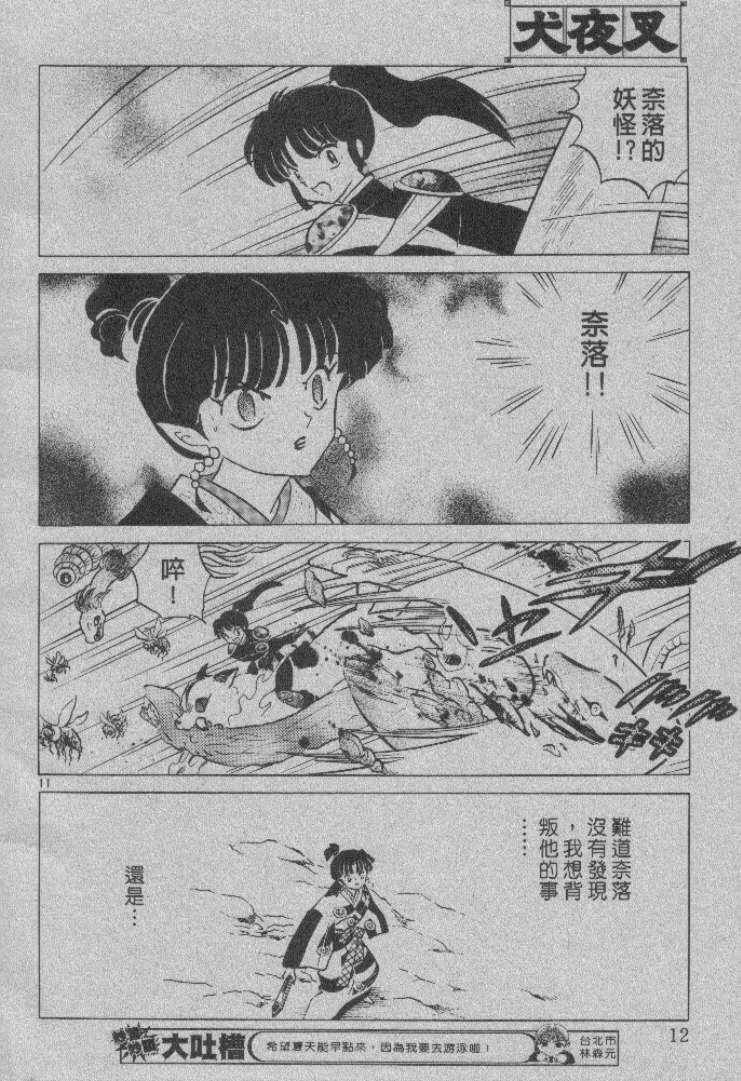 犬夜叉
奈落的
妖怪!?
奈落!!
啐!
11
難道奈落
沒有發現
，我想背
叛他的事
……
還是…
大吐槽
希望夏天能早點來，因為我要去游泳啦！
台北市
林森元
12